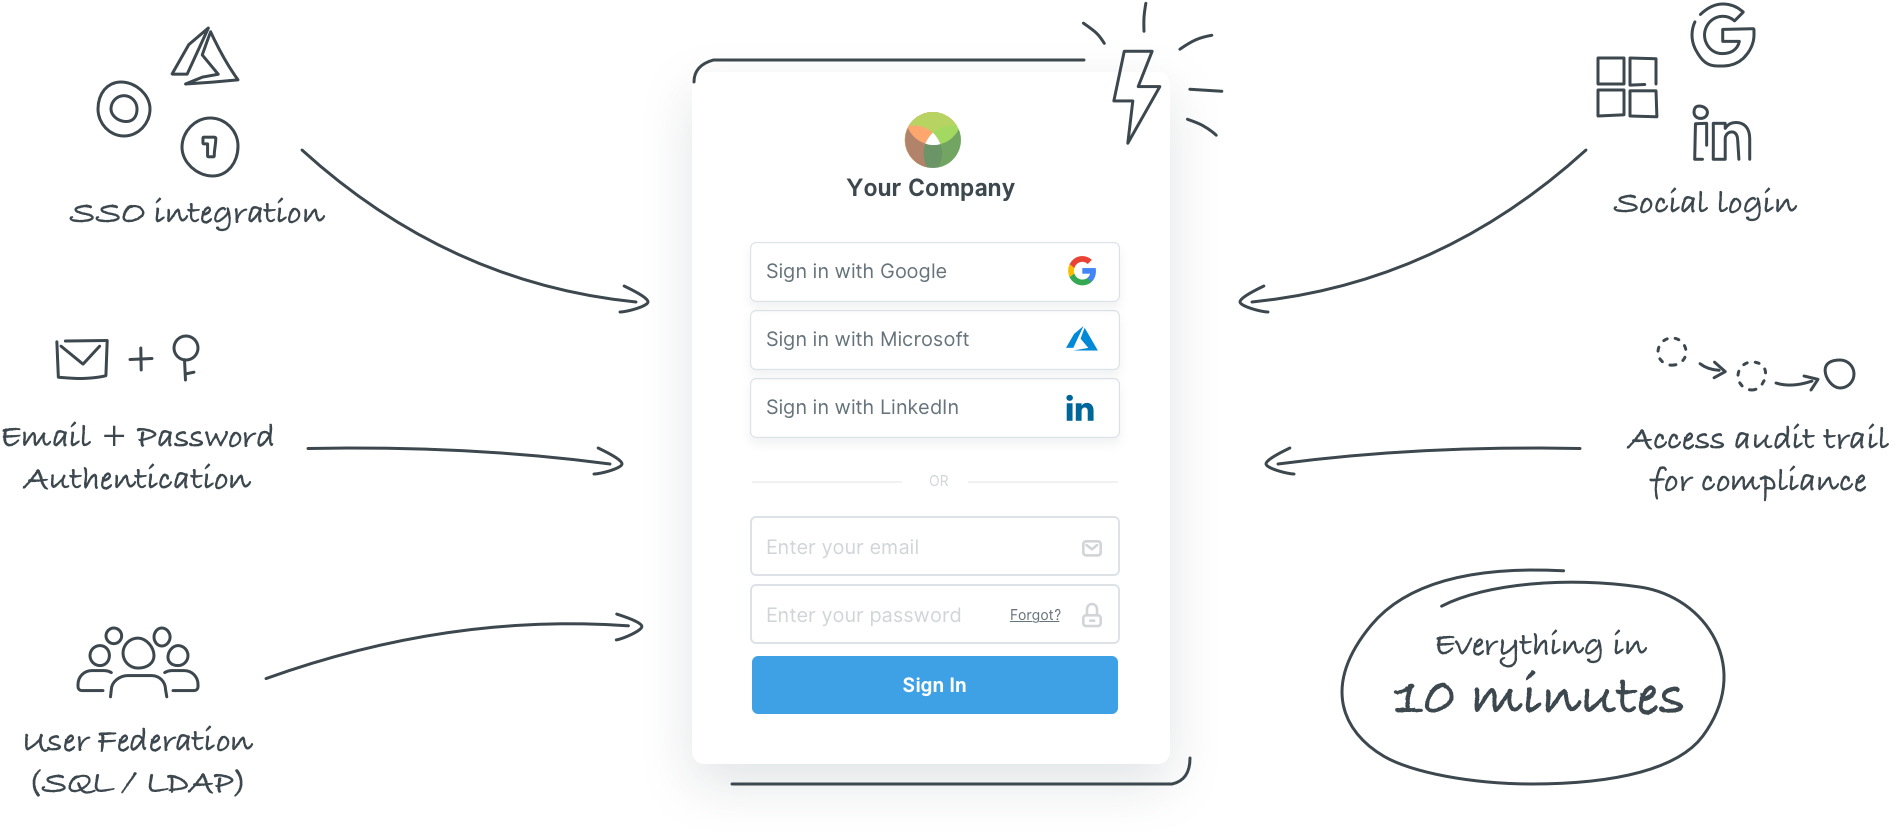 SSO integration
Email + Password
Authentication
User Federation
(SQL / LDAP)
Your Company
Sign in with Google
Sign in with Microsoft
Sign in with LinkedIn
OR
Enter your email
Enter your password Forgot?
Sign In
Social login
Access audit trail
for compliance
Everything in
10 minutes